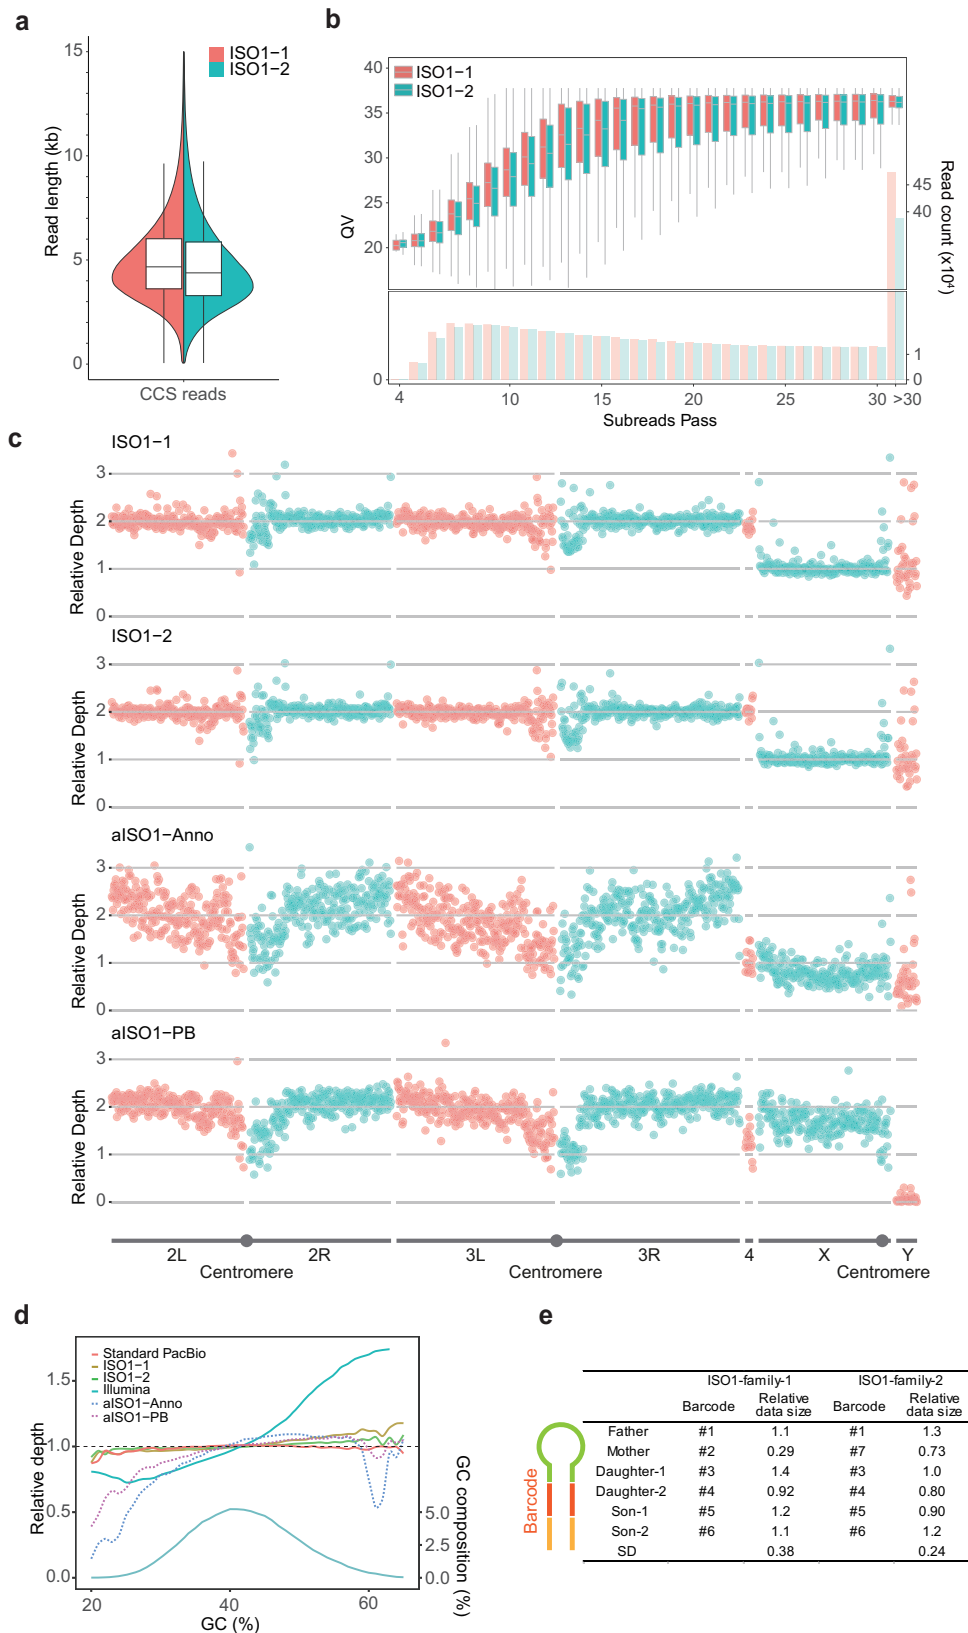 a
15
10
5
0
Read length (kb)
ISO1−1
ISO1−2
CCS reads
b
40
35
30
25
20
0
QV
ISO1−1
ISO1−2
45
40
1
0
Read count (x10⁴)
4 10 15 20 25 30 >30
Subreads Pass
c
ISO1−1
3
2
1
0
Relative Depth
ISO1−2
3
2
1
0
Relative Depth
aISO1−Anno
3
2
1
0
Relative Depth
aISO1−PB
3
2
1
0
Relative Depth
2L 2R 3L 3R 4 X Y
Centromere Centromere Centromere
d
Standard PacBio
ISO1−1
ISO1−2
Illumina
aISO1−Anno
aISO1−PB
1.5
1.0
0.5
0.0
Relative depth
5.0
2.5
0.0
GC composition (%)
20 40 60
GC (%)
e
Barcode
ISO1-family-1 ISO1-family-2
Barcode Relative data size Barcode Relative data size
Father #1 1.1 #1 1.3
Mother #2 0.29 #7 0.73
Daughter-1 #3 1.4 #3 1.0
Daughter-2 #4 0.92 #4 0.80
Son-1 #5 1.2 #5 0.90
Son-2 #6 1.1 #6 1.2
SD 0.38 0.24